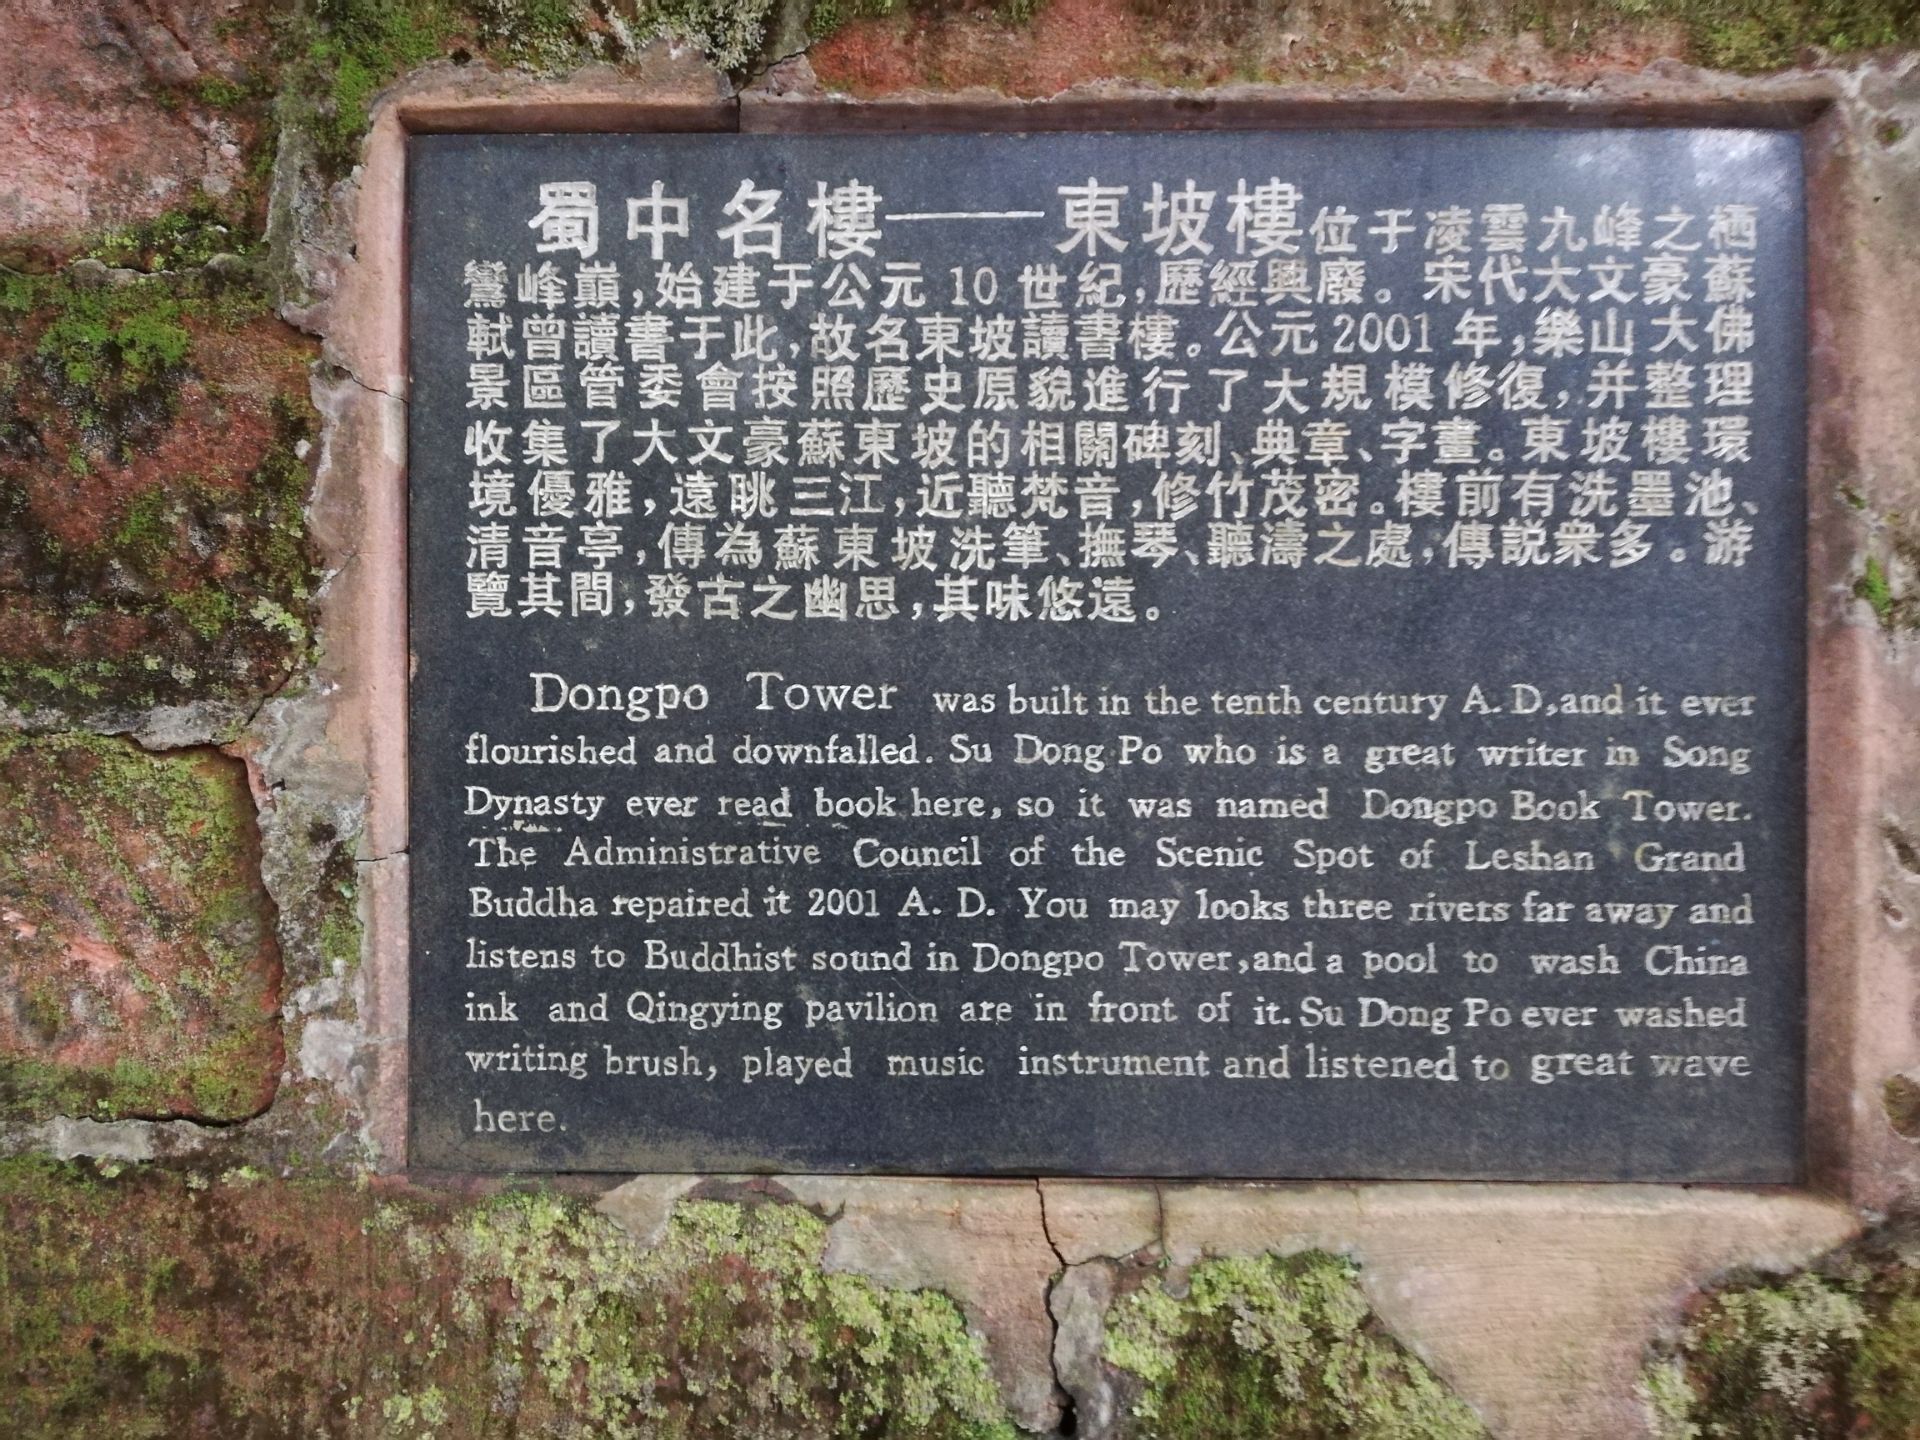 蜀中名樓——東坡樓位于凌雲九峰之栖
鸞峰巔,始建于公元10世紀,歷經興廢。宋代大文豪蘇
軾曾讀書于此,故名東坡讀書樓。公元2001年,樂山大佛
景區管委會按照歷史原貌進行了大規模修復,并整理
收集了大文豪蘇東坡的相關碑刻、典章、字畫。東坡樓環
境優雅,遠眺三江,近聽梵音,修竹茂密。樓前有洗墨池、
清音亭,傳為蘇東坡洗筆、撫琴、聽濤之處,傳説衆多。游
覽其間,發古之幽思,其味悠遠。
Dongpo Tower was built in the tenth century A. D,and it ever
flourished and downfalled. Su Dong Po who is a great writer in Song
Dynasty ever read book here, so it was named Dongpo Book Tower.
The Administrative Council of the Scenic Spot of Leshan Grand
Buddha repaired it 2001 A. D. You may looks three rivers far away and
listens to Buddhist sound in Dongpo Tower,and a pool to wash China
ink and Qingying pavilion are in front of it. Su Dong Po ever washed
writing brush, played music instrument and listened to great wave
here.